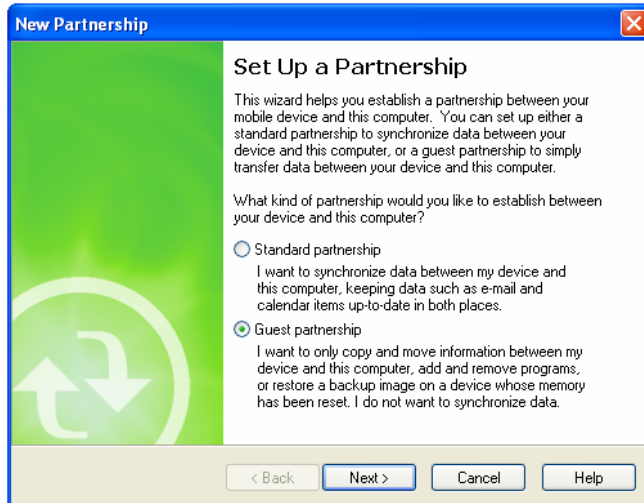 New Partnership
Set Up a Partnership
This wizard helps you establish a partnership between your
mobile device and this computer. You can set up either a
standard partnership to synchronize data between your
device and this computer, or a guest partnership to simply
transfer data between your device and this computer.
What kind of partnership would you like to establish between
your device and this computer?
Standard partnership
I want to synchronize data between my device and
this computer, keeping data such as e-mail and
calendar items up-to-date in both places.
Guest partnership
I want to only copy and move information between my
device and this computer, add and remove programs,
or restore a backup image on a device whose memory
has been reset. I do not want to synchronize data.
< Back Next > Cancel Help